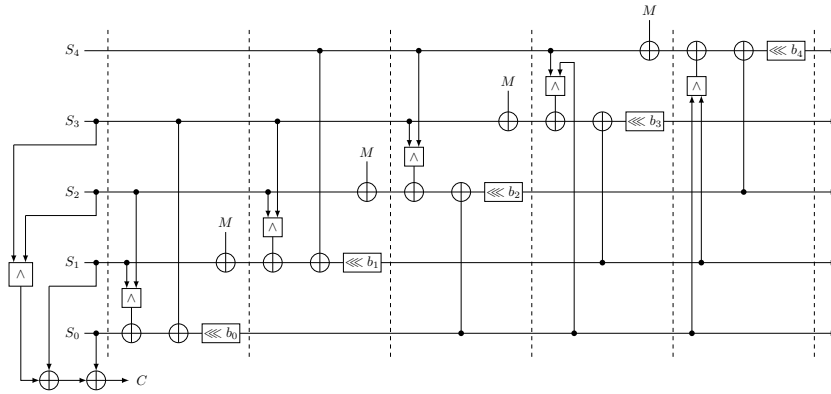 M
S₄ ⋘ b₄
∧ ∧
M
S₃ ⋘ b₃
∧
M
S₂ ⋘ b₂
M ∧
S₁ ⋘ b₁
∧
∧
S₀ ⋘ b₀
C